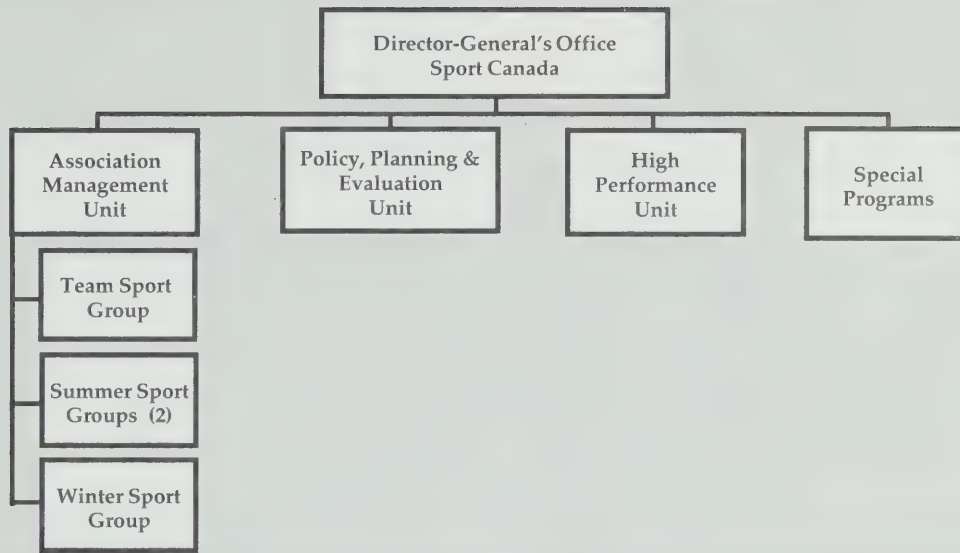 Director-General's Office
Sport Canada
Association
Management
Unit
Policy, Planning &
Evaluation
Unit
High
Performance
Unit
Special
Programs
Team Sport
Group
Summer Sport
Groups (2)
Winter Sport
Group